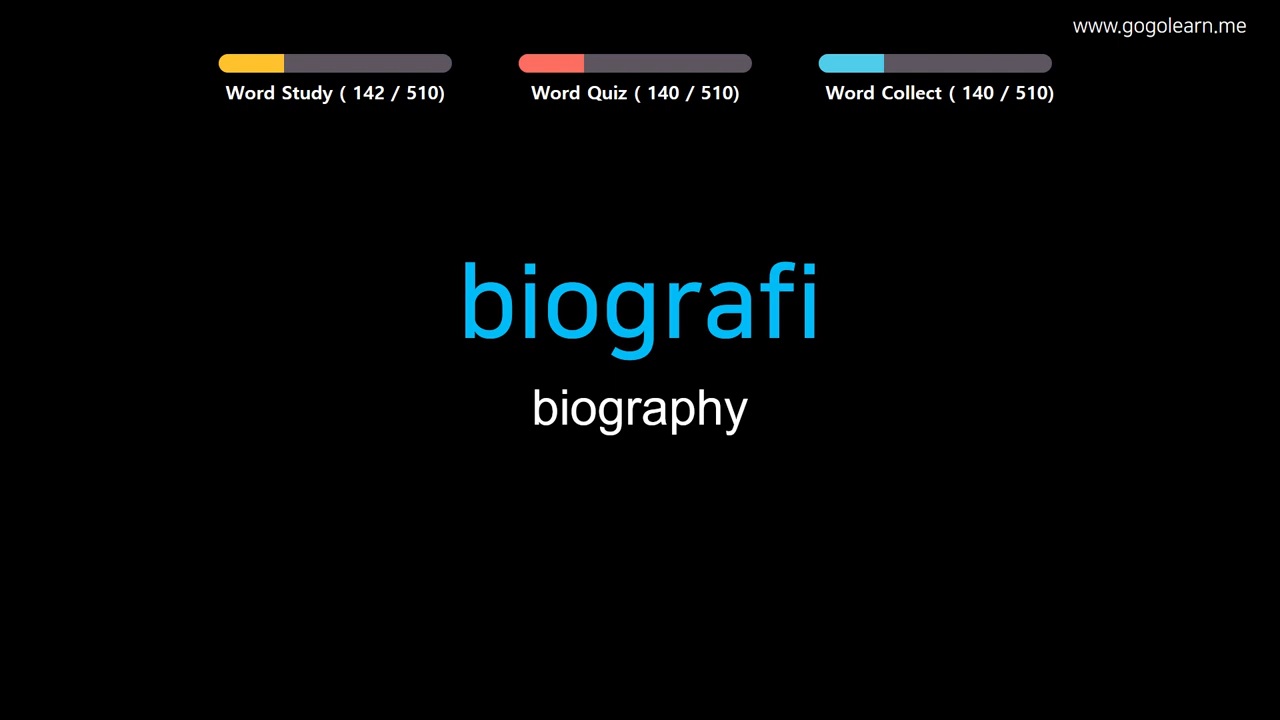 www.gogolearn.me
Word Study ( 142 / 510)
Word Quiz ( 140 / 510)
Word Collect ( 140 / 510)
biografi
biography